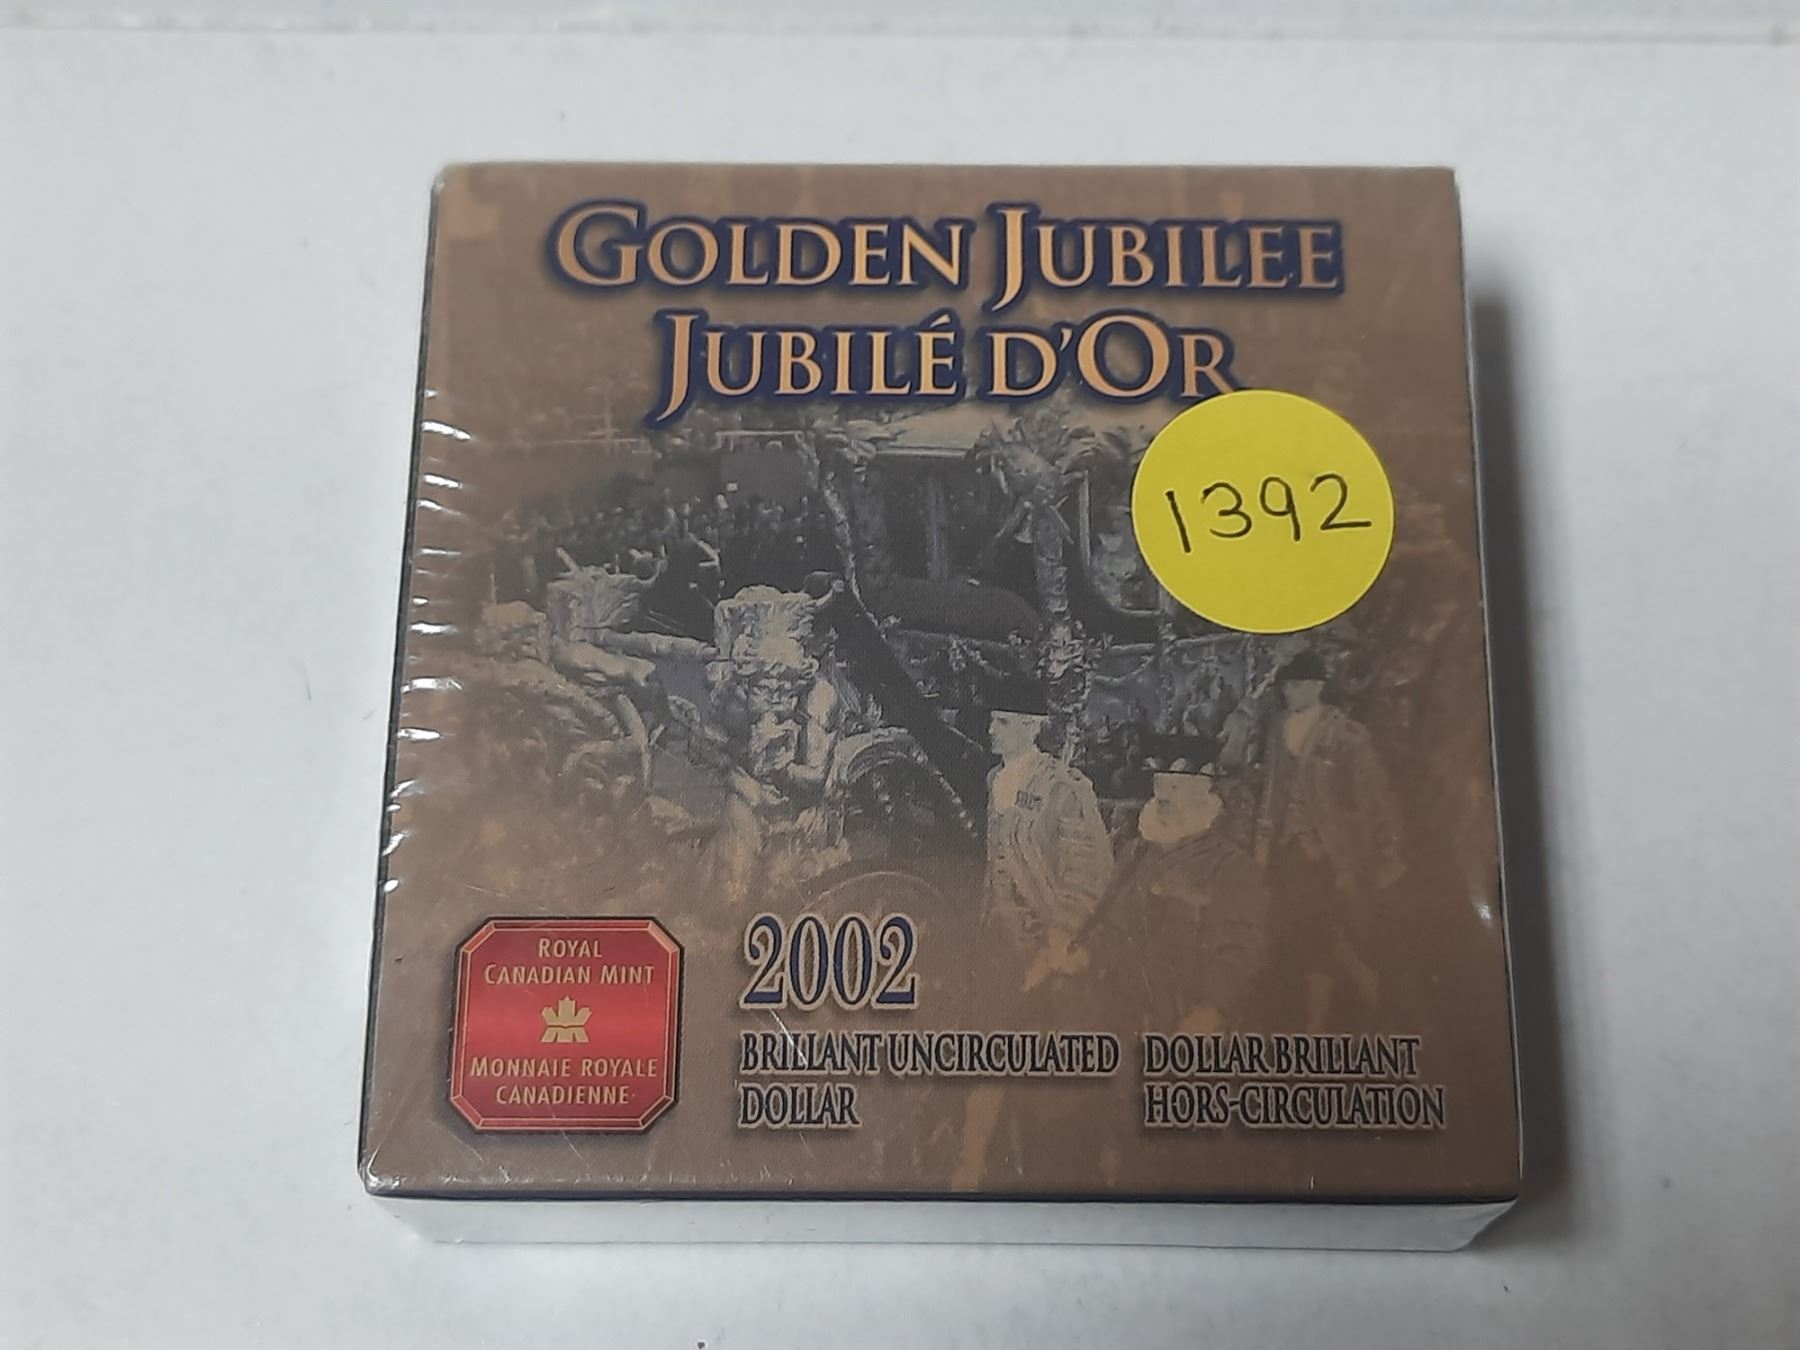 GOLDEN JUBILEE
JUBILÉ D'OR
1392
ROYAL
CANADIAN MINT
MONNAIE ROYALE
CANADIENNE
2002
BRILLANT UNCIRCULATED
DOLLAR
DOLLAR BRILLANT
HORS-CIRCULATION